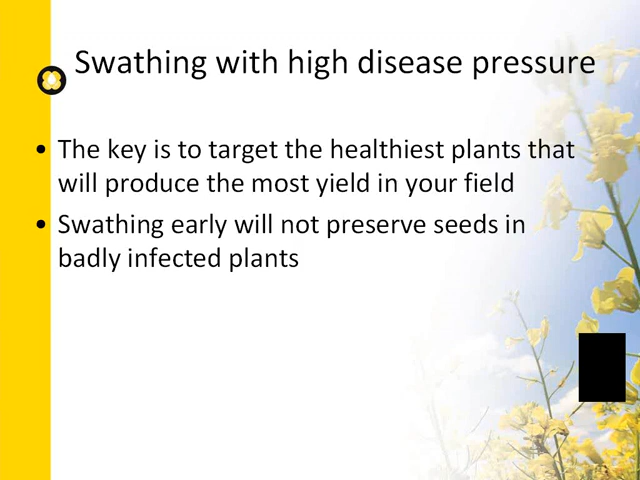 Swathing with high disease pressure
• The key is to target the healthiest plants that
will produce the most yield in your field
• Swathing early will not preserve seeds in
badly infected plants